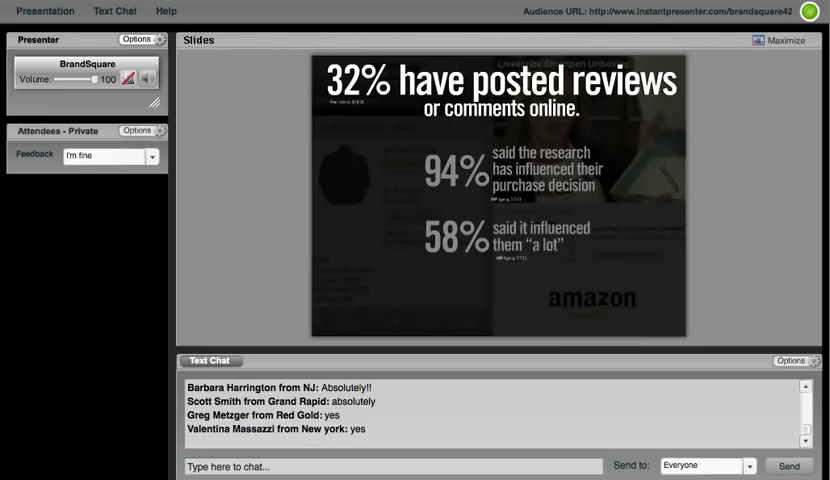 Presentation Text Chat Help
Audience URL: http://www.instantpresenter.com/brandsquare42
Presenter
Options
BrandSquare
Volume: 100
Attendees - Private
Options
Feedback
I'm fine
Slides
Maximize
Livescribe Smartpen Unboxing
32% have posted reviews
or comments online.
94%
said the research
has influenced their
purchase decision
58%
said it influenced
them “a lot”
amazon
Text Chat
Options
Barbara Harrington from NJ: Absolutely!!
Scott Smith from Grand Rapid: absolutely
Greg Metzger from Red Gold: yes
Valentina Massazzi from New york: yes
Type here to chat...
Send to:
Everyone
Send